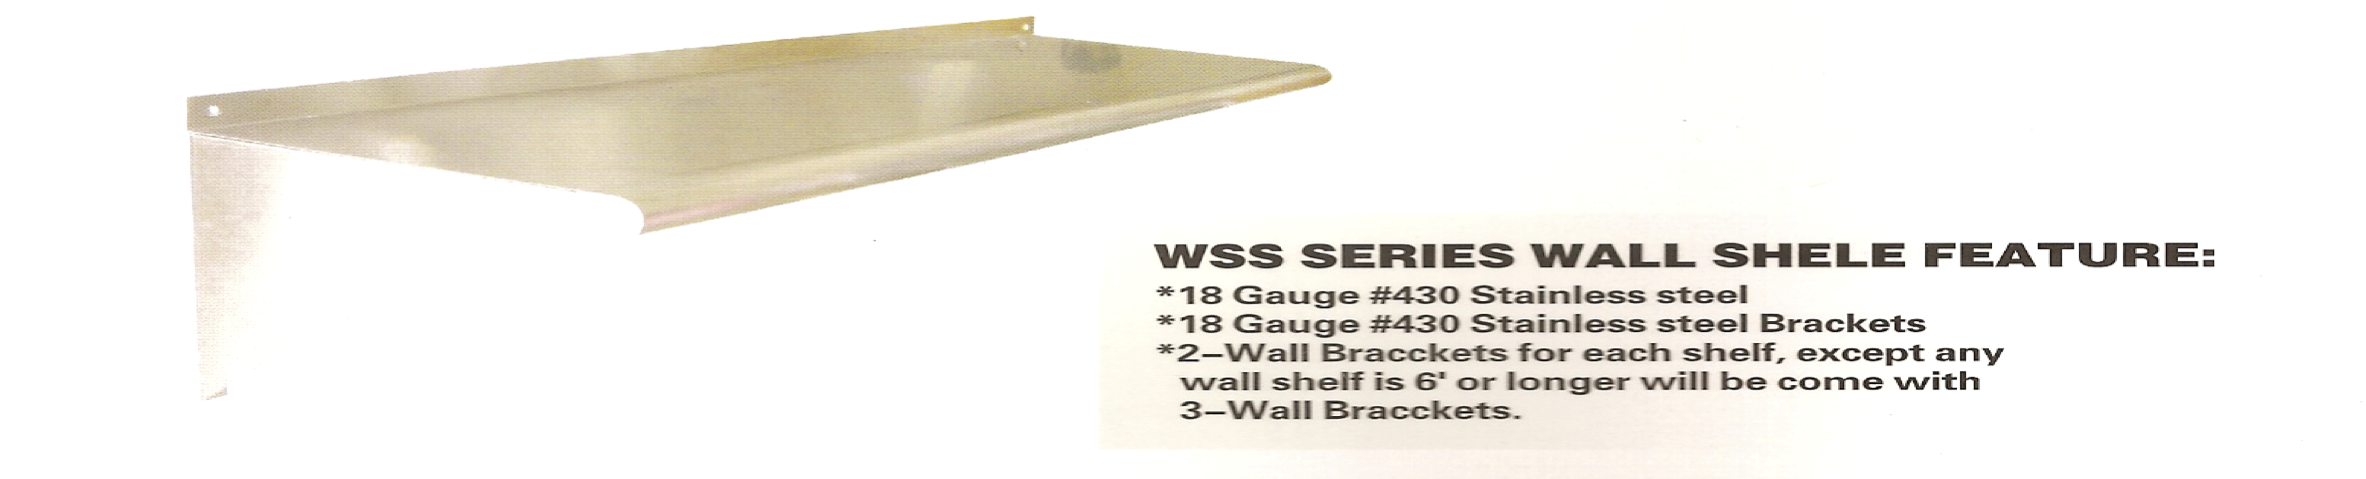 WSS SERIES WALL SHELE FEATURE:
*18 Gauge #430 Stainless steel
*18 Gauge #430 Stainless steel Brackets
*2–Wall Bracckets for each shelf, except any
wall shelf is 6' or longer will be come with
3–Wall Bracckets.